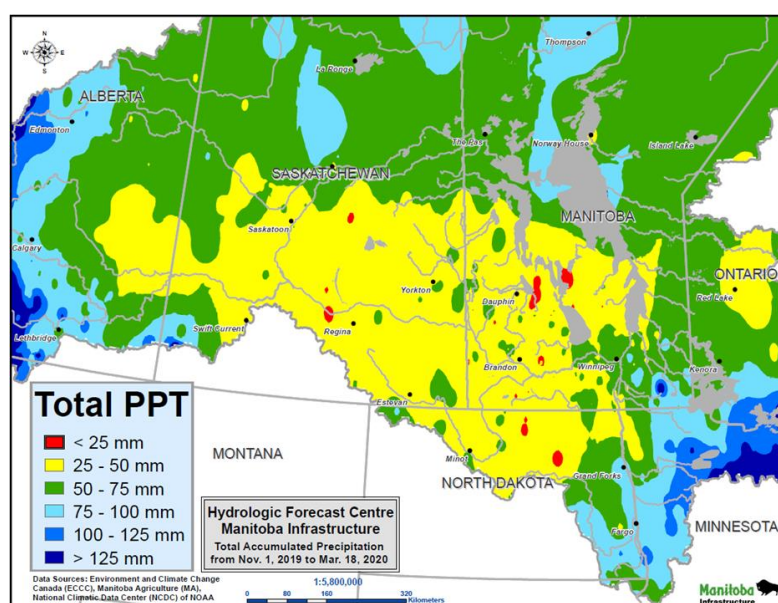 N
W E
S
Thompson
La Ronge
ALBERTA
Edmonton
The Pas
Norway House
Island Lake
SASKATCHEWAN
MANITOBA
Saskatoon
Calgary
ONTARIO
Yorkton
Dauphin
Red Lake
Swift Current
Regina
Lethbridge
Brandon
Winnipeg
Kenora
Estevan
Total PPT
< 25 mm
25 - 50 mm
50 - 75 mm
75 - 100 mm
100 - 125 mm
> 125 mm
MONTANA
Minot
NORTH DAKOTA
Grand Forks
Fargo
MINNESOTA
Hydrologic Forecast Centre
Manitoba Infrastructure
Total Accumulated Precipitation
from Nov. 1, 2019 to Mar. 18, 2020
Data Sources: Environment and Climate Change
Canada (ECCC), Manitoba Agriculture (MA),
National Climatic Data Center (NCDC) of NOAA
1:5,800,000
0 80 160 320
Kilometers
Manitoba
Infrastructure